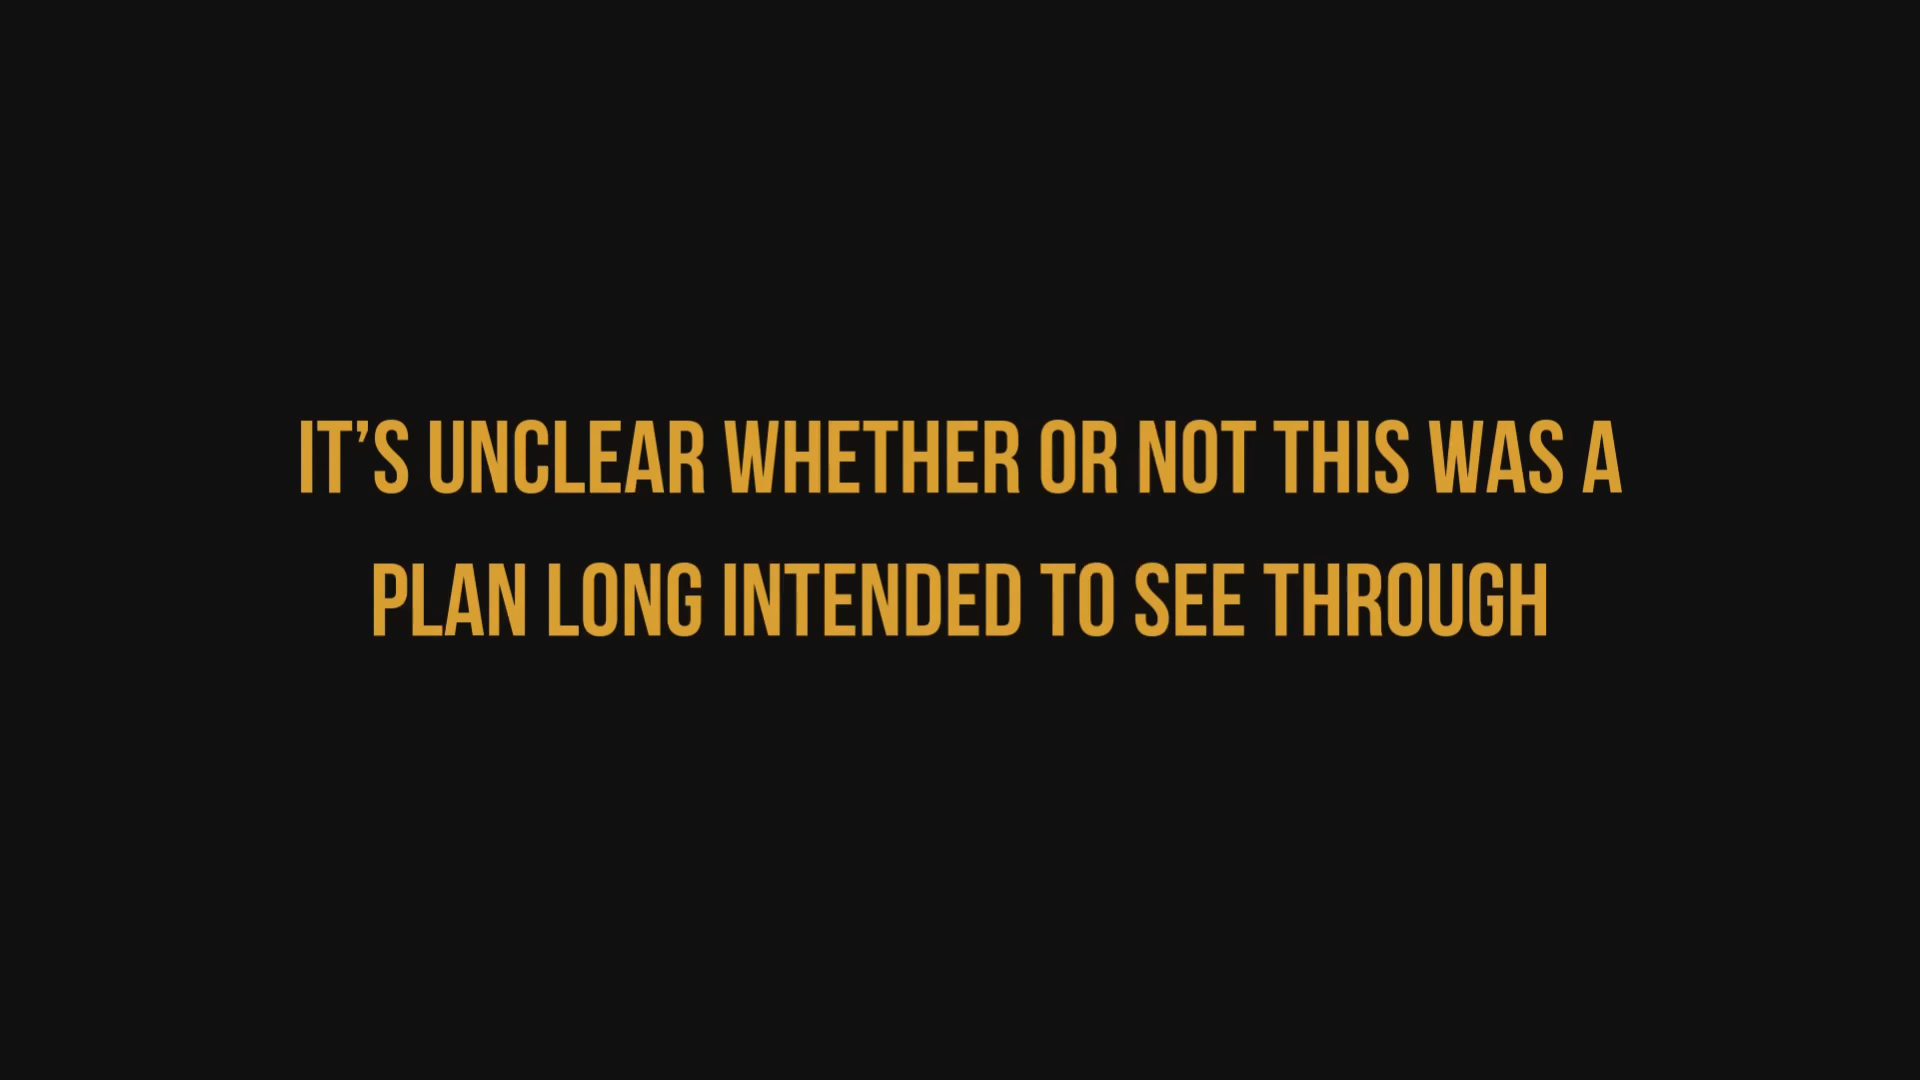 IT’S UNCLEAR WHETHER OR NOT THIS WAS A
PLAN LONG INTENDED TO SEE THROUGH